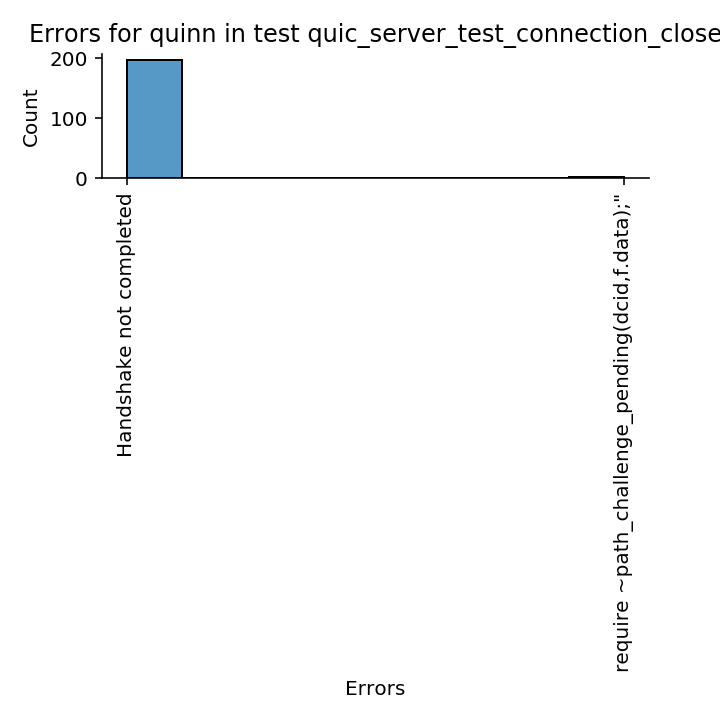 Errors for quinn in test quic_server_test_connection_close
Count
200
100
0
Handshake not completed
require ~path_challenge_pending(dcid,f.data);"
Errors